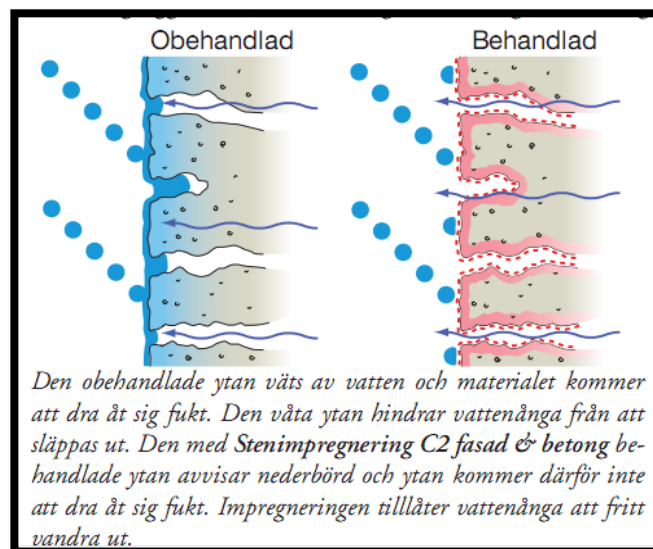 Obehandlad
Behandlad
Den obehandlade ytan väts av vatten och materialet kommer
att dra åt sig fukt. Den våta ytan hindrar vattenånga från att
släppas ut. Den med Stenimpregnering C2 fasad & betong be-
handlade ytan avvisar nederbörd och ytan kommer därför inte
att dra åt sig fukt. Impregneringen tilllåter vattenånga att fritt
vandra ut.